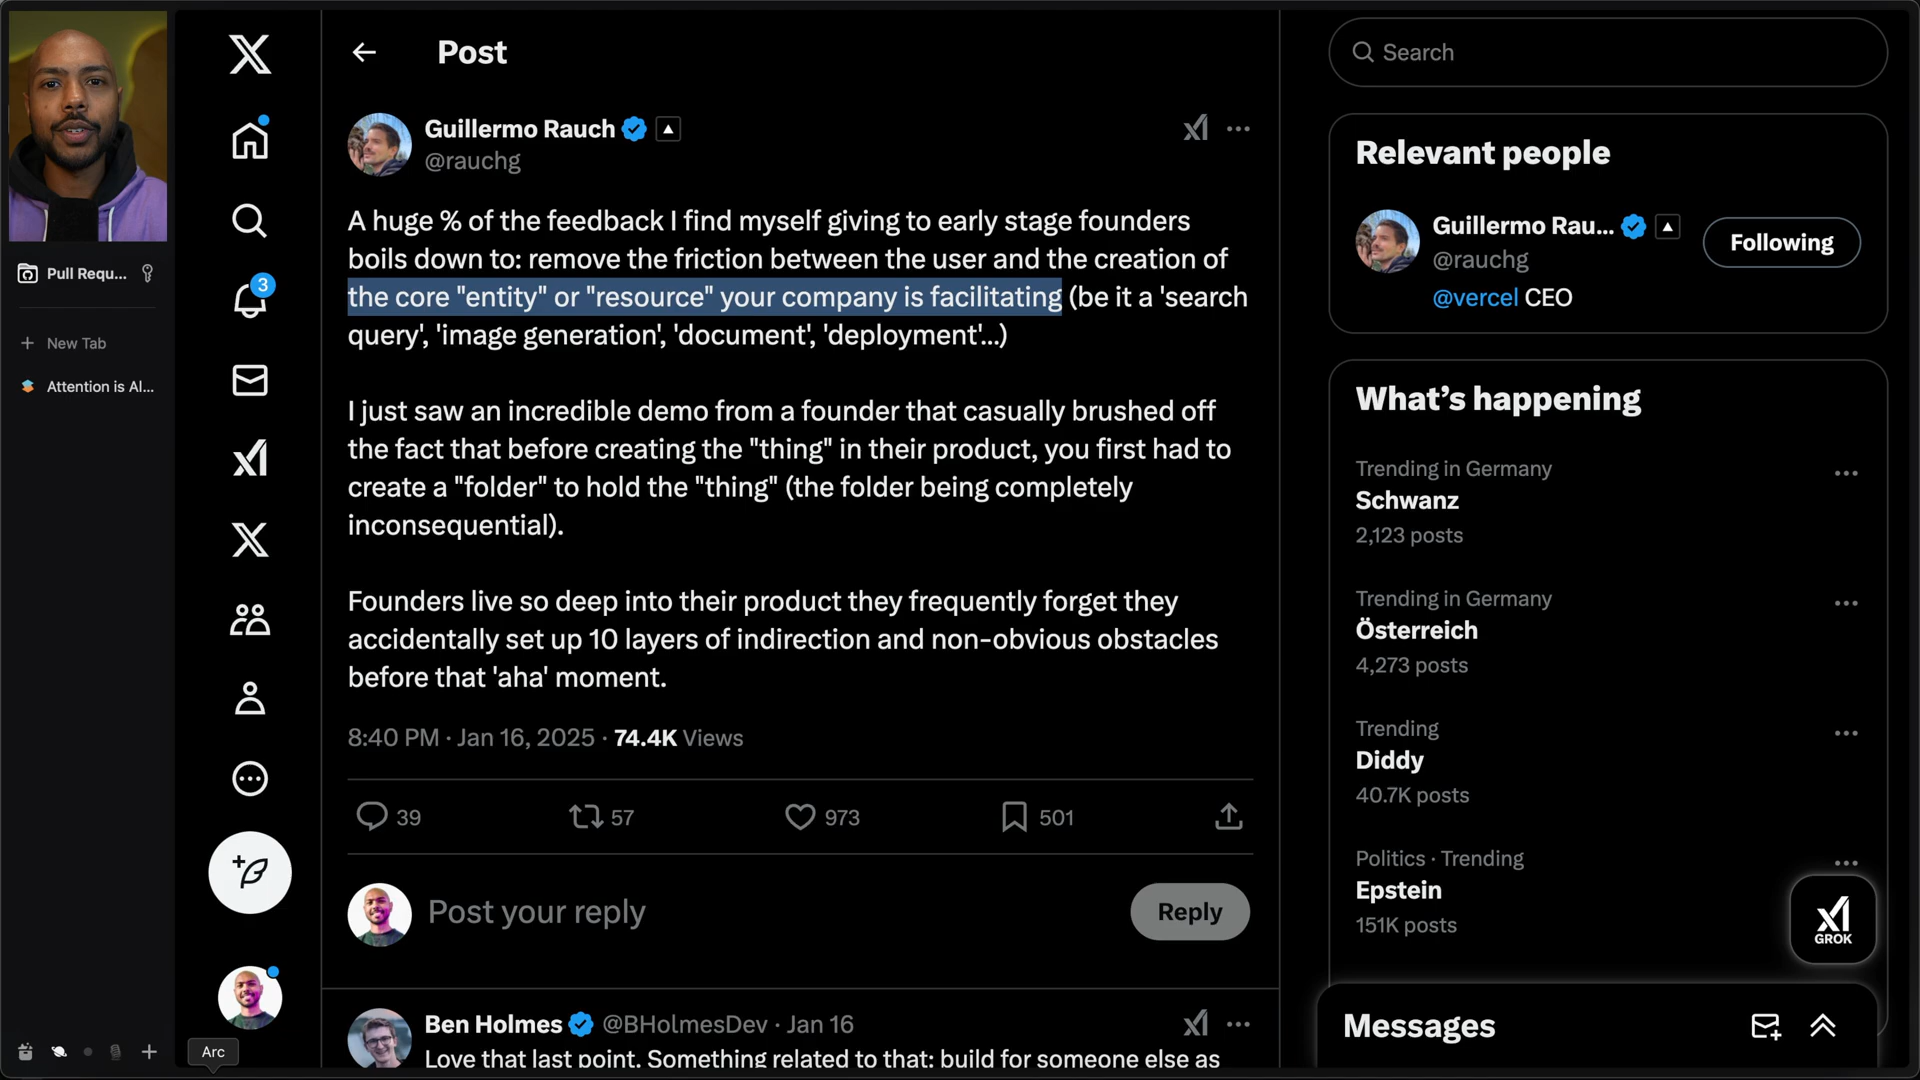 Pull Requ...
New Tab
Attention is Al...
Arc
3
Post
Guillermo Rauch
@rauchg
A huge % of the feedback I find myself giving to early stage founders
boils down to: remove the friction between the user and the creation of
the core "entity" or "resource" your company is facilitating (be it a 'search
query', 'image generation', 'document', 'deployment'...)
I just saw an incredible demo from a founder that casually brushed off
the fact that before creating the "thing" in their product, you first had to
create a "folder" to hold the "thing" (the folder being completely
inconsequential).
Founders live so deep into their product they frequently forget they
accidentally set up 10 layers of indirection and non-obvious obstacles
before that 'aha' moment.
8:40 PM · Jan 16, 2025 · 74.4K Views
39 57 973 501
Post your reply
Reply
Ben Holmes @BHolmesDev · Jan 16
Love that last point. Something related to that: build for someone else as
Search
Relevant people
Guillermo Rau...
@rauchg
Following
@vercel CEO
What's happening
Trending in Germany
Schwanz
2,123 posts
Trending in Germany
Österreich
4,273 posts
Trending
Diddy
40.7K posts
Politics · Trending
Epstein
151K posts
GROK
Messages